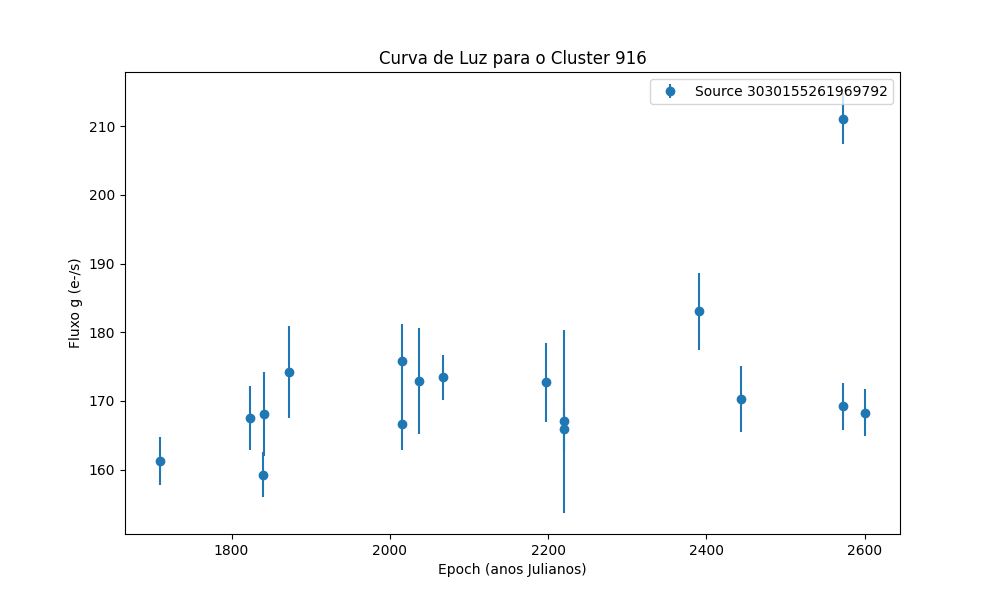 Curva de Luz para o Cluster 916
Source 3030155261969792
Fluxo g (e-/s)
210
200
190
180
170
160
1800
2000
2200
2400
2600
Epoch (anos Julianos)